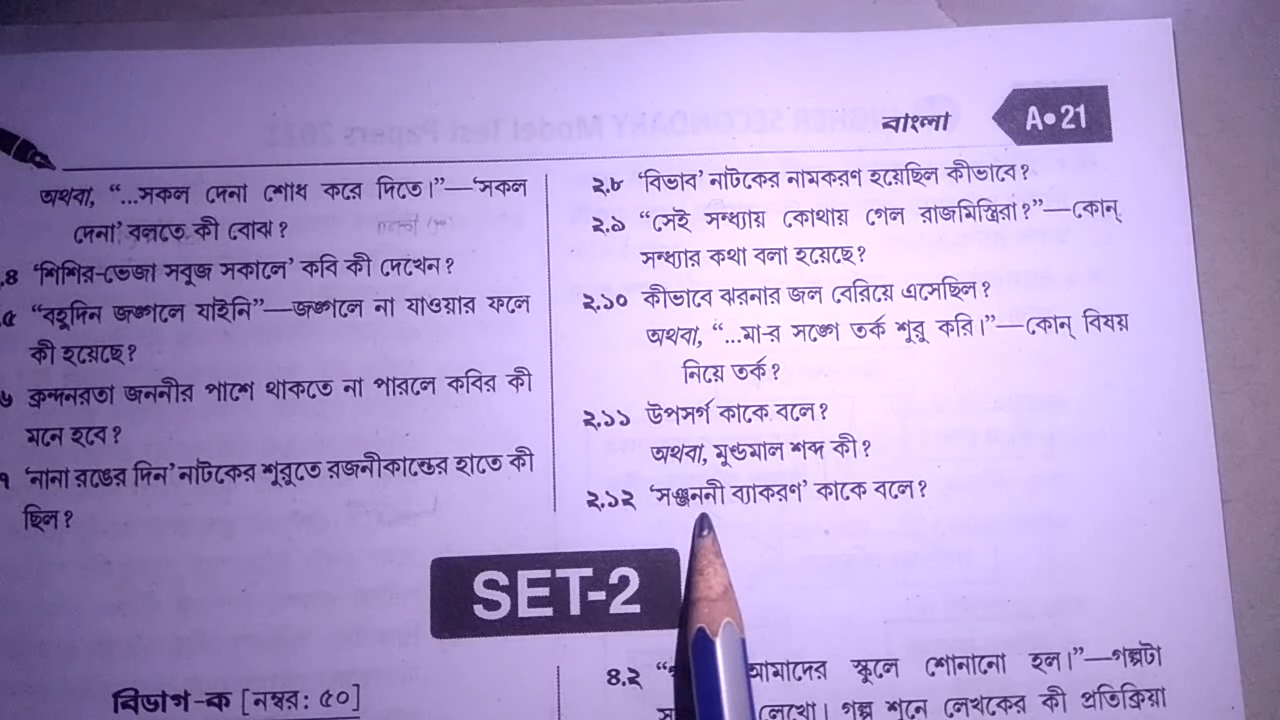 বাংলা
A•21
অথবা, “...সকল দেনা শোধ করে দিতে।”—‘সকল
দেনা’ বলতে কী বোঝ?
.৪ ‘শিশির-ভেজা সবুজ সকালে’ কবি কী দেখেন?
৫ “বহুদিন জঙ্গলে যাইনি”—জঙ্গলে না যাওয়ার ফলে
কী হয়েছে?
৬ ক্রন্দনরতা জননীর পাশে থাকতে না পারলে কবির কী
মনে হবে?
৭ ‘নানা রঙের দিন’ নাটকের শুরুতে রজনীকান্তের হাতে কী
ছিল?
২.৮ ‘বিভাব’ নাটকের নামকরণ হয়েছিল কীভাবে?
২.৯ “সেই সন্ধ্যায় কোথায় গেল রাজমিস্ত্রিরা?”—কোন্
সন্ধ্যার কথা বলা হয়েছে?
২.১০ কীভাবে ঝরনার জল বেরিয়ে এসেছিল?
অথবা, “...মা-র সঙ্গে তর্ক শুরু করি।”—কোন্ বিষয়
নিয়ে তর্ক?
২.১১ উপসর্গ কাকে বলে?
অথবা, মুণ্ডমাল শব্দ কী?
২.১২ ‘সঞ্জননী ব্যাকরণ’ কাকে বলে?
SET-2
বিভাগ-ক [নম্বর: ৫০]
৪.২ আমাদের স্কুলে শোনানো হল।”—গল্পটা
লেখো। গল্প শুনে লেখকের কী প্রতিক্রিয়া